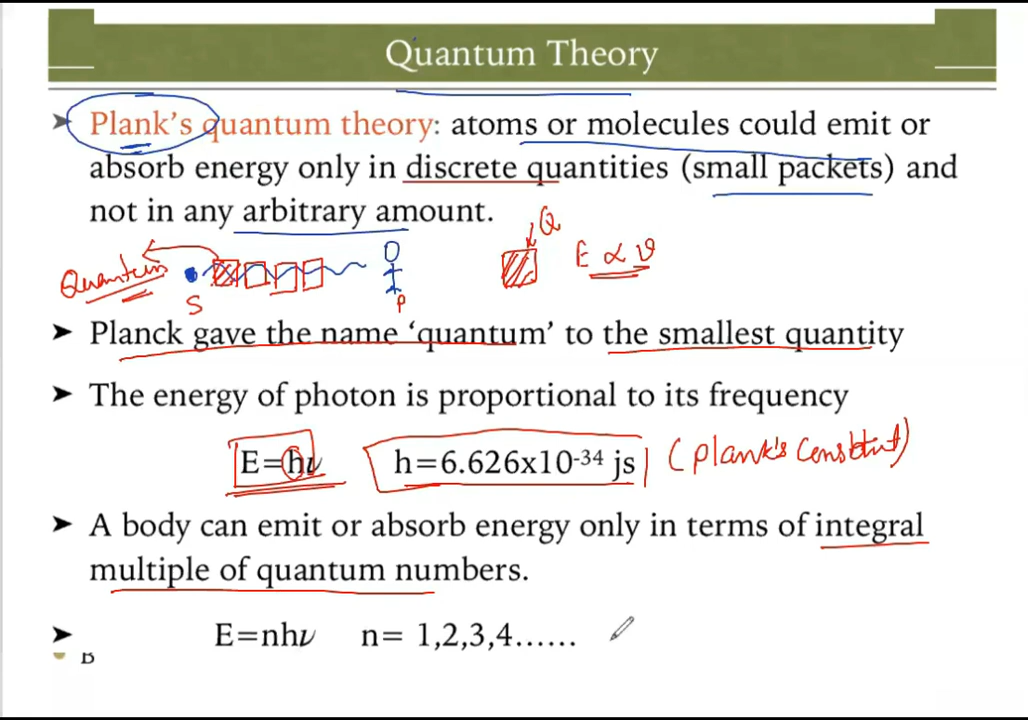 Quantum Theory
➤ Plank's quantum theory: atoms or molecules could emit or
absorb energy only in discrete quantities (small packets) and
not in any arbitrary amount.
Q
E ∝ ν
Quantum
S
P
➤ Planck gave the name ‘quantum’ to the smallest quantity
➤ The energy of photon is proportional to its frequency
E=hν h=6.626x10⁻³⁴ js (plank's constant)
➤ A body can emit or absorb energy only in terms of integral
multiple of quantum numbers.
➤ E=nhν n= 1,2,3,4......